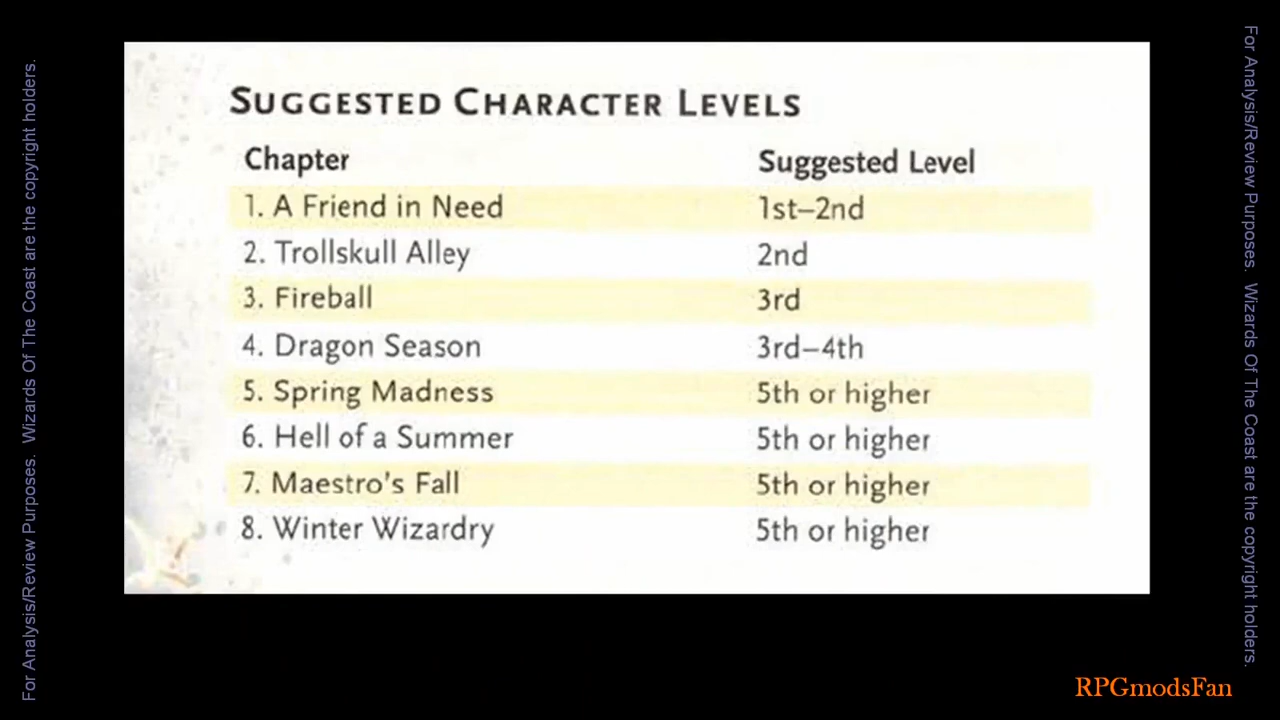 SUGGESTED CHARACTER LEVELS
Chapter Suggested Level
1. A Friend in Need 1st–2nd
2. Trollskull Alley 2nd
3. Fireball 3rd
4. Dragon Season 3rd–4th
5. Spring Madness 5th or higher
6. Hell of a Summer 5th or higher
7. Maestro's Fall 5th or higher
8. Winter Wizardry 5th or higher
For Analysis/Review Purposes. Wizards Of The Coast are the copyright holders.
For Analysis/Review Purposes. Wizards Of The Coast are the copyright holders.
RPGmodsFan